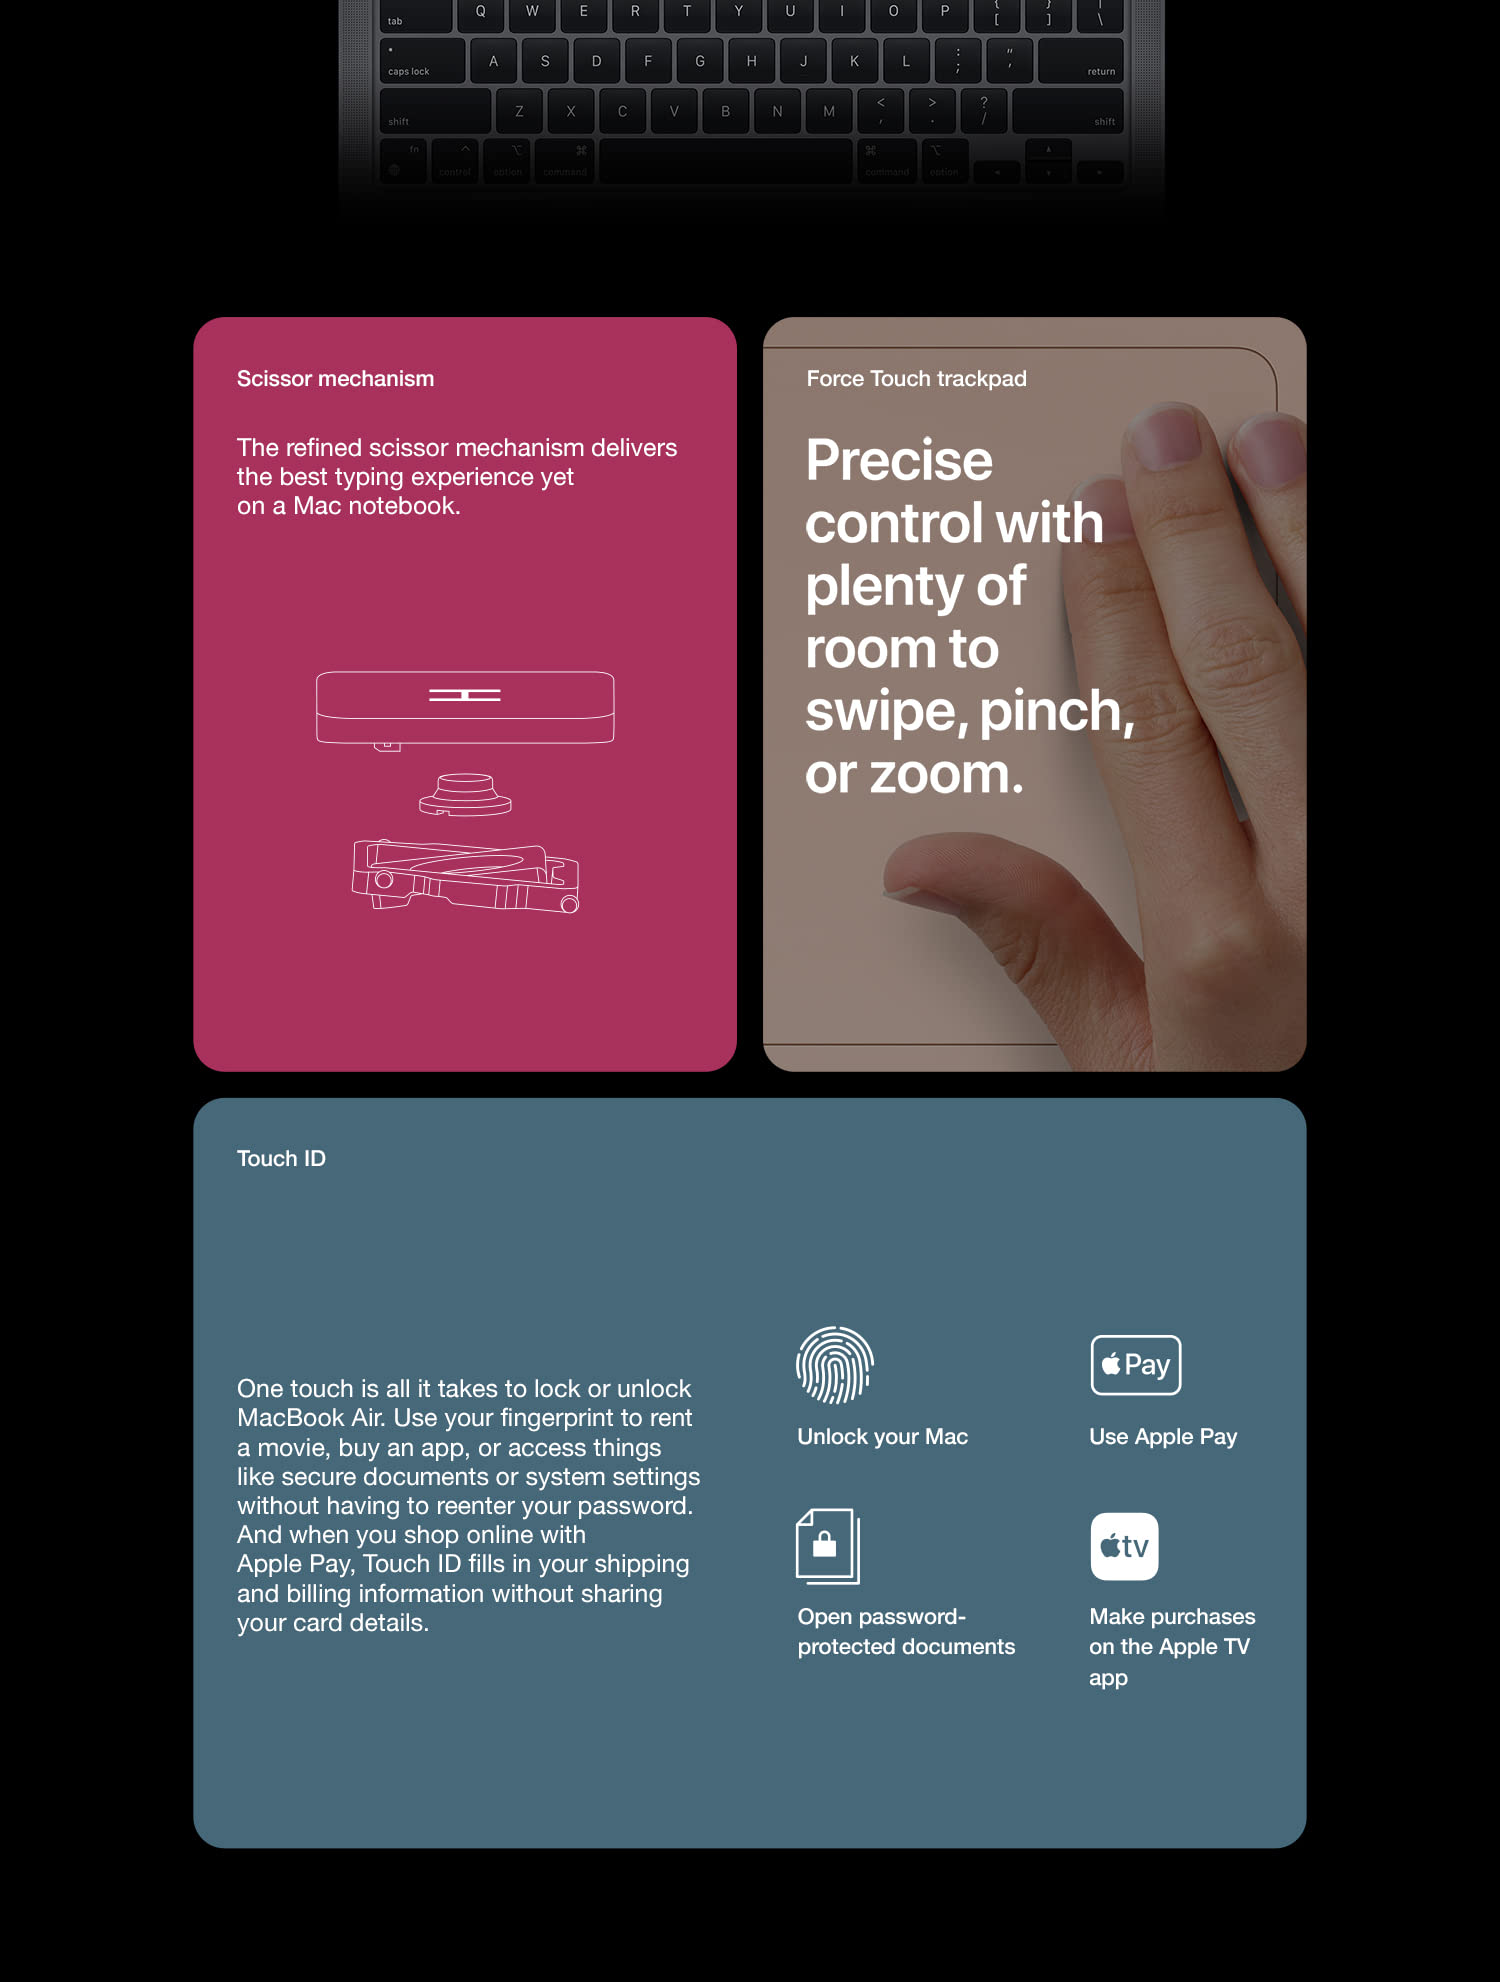 tab Q W E R T Y U I O P { [ } ] | \
caps lock A S D F G H J K L : ; " ' return
shift Z X C V B N M < , > . ? / shift
fn ^ ⌥ ⌘ ⌘ ⌥ ▲
control option command command option ◄ ▼ ►
Scissor mechanism
The refined scissor mechanism delivers
the best typing experience yet
on a Mac notebook.
Force Touch trackpad
Precise
control with
plenty of
room to
swipe, pinch,
or zoom.
Touch ID
One touch is all it takes to lock or unlock
MacBook Air. Use your fingerprint to rent
a movie, buy an app, or access things
like secure documents or system settings
without having to reenter your password.
And when you shop online with
Apple Pay, Touch ID fills in your shipping
and billing information without sharing
your card details.
Unlock your Mac
Pay
Use Apple Pay
Open password-
protected documents
tv
Make purchases
on the Apple TV
app